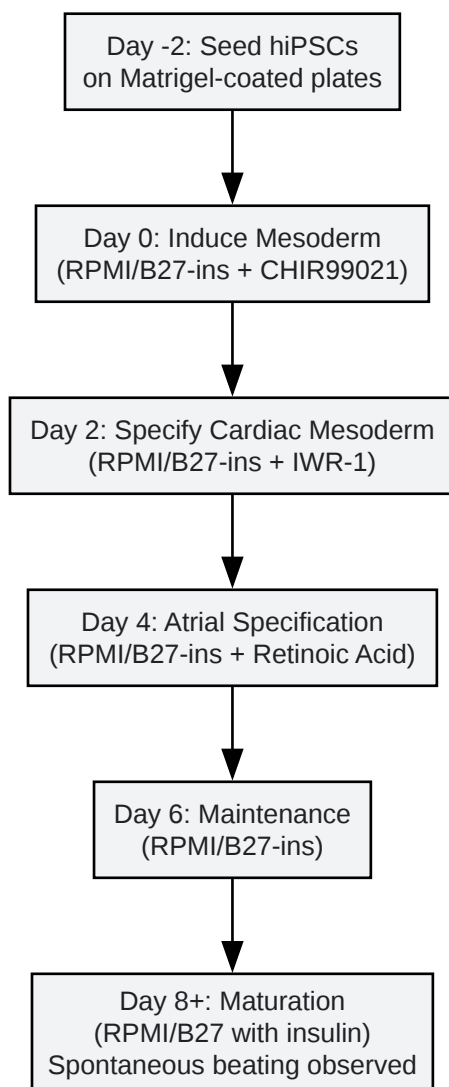 Day -2: Seed hiPSCs
on Matrigel-coated plates
Day 0: Induce Mesoderm
(RPMI/B27-ins + CHIR99021)
Day 2: Specify Cardiac Mesoderm
(RPMI/B27-ins + IWR-1)
Day 4: Atrial Specification
(RPMI/B27-ins + Retinoic Acid)
Day 6: Maintenance
(RPMI/B27-ins)
Day 8+: Maturation
(RPMI/B27 with insulin)
Spontaneous beating observed